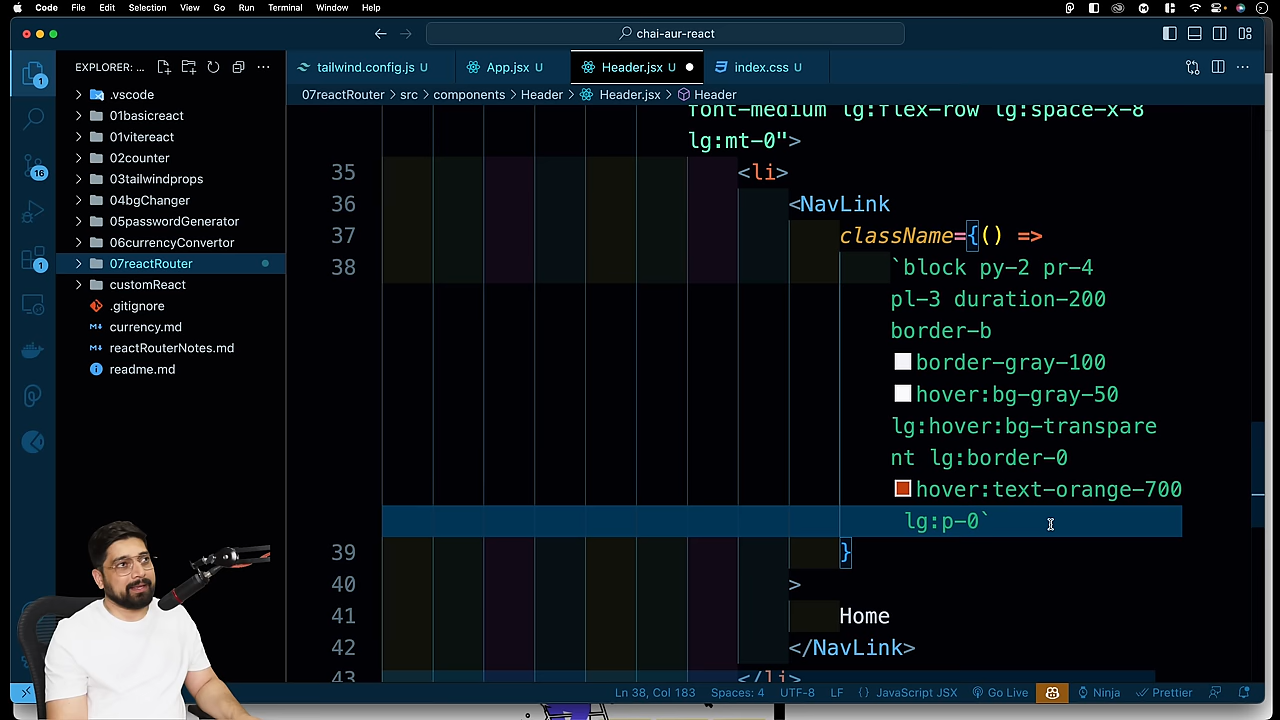 Code File Edit Selection View Go Run Terminal Window Help
chai-aur-react
EXPLORER: ...
tailwind.config.js U
App.jsx U
Header.jsx U
index.css U
07reactRouter > src > components > Header > Header.jsx > Header
.vscode
01basicreact
01vitereact
02counter
03tailwindprops
04bgChanger
05passwordGenerator
06currencyConvertor
07reactRouter
customReact
.gitignore
currency.md
reactRouterNotes.md
readme.md
1
16
1
font-medium lg:flex-row lg:space-x-8
lg:mt-0">
35 <li>
36 <NavLink
37 className={() =>
38 `block py-2 pr-4
pl-3 duration-200
border-b
border-gray-100
hover:bg-gray-50
lg:hover:bg-transpare
nt lg:border-0
hover:text-orange-700
lg:p-0`
39 }
40 >
41 Home
42 </NavLink>
43 </li>
Ln 38, Col 183 Spaces: 4 UTF-8 LF {} JavaScript JSX Go Live Ninja Prettier